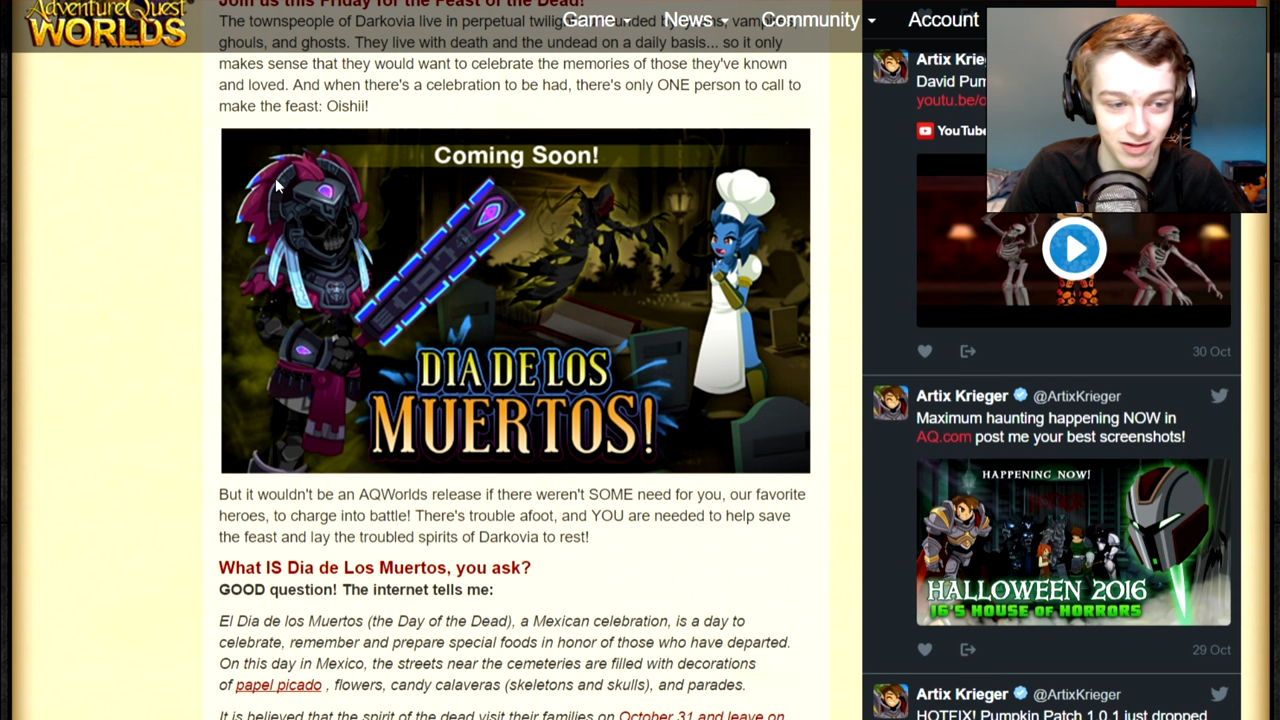 AdventureQuest
WORLDS
Game
News
Community
Account
Join us this Friday for the Feast of the Dead!
The townspeople of Darkovia live in perpetual
ghouls, and ghosts. They live with death and the undead on a daily basis... so it only
makes sense that they would want to celebrate the memories of those they've known
and loved. And when there's a celebration to be had, there's only ONE person to call to
make the feast: Oishii!
Coming Soon!
DIA DE LOS
MUERTOS!
But it wouldn't be an AQWorlds release if there weren't SOME need for you, our favorite
heroes, to charge into battle! There's trouble afoot, and YOU are needed to help save
the feast and lay the troubled spirits of Darkovia to rest!
What IS Dia de Los Muertos, you ask?
GOOD question! The internet tells me:
El Dia de los Muertos (the Day of the Dead), a Mexican celebration, is a day to
celebrate, remember and prepare special foods in honor of those who have departed.
On this day in Mexico, the streets near the cemeteries are filled with decorations
of papel picado , flowers, candy calaveras (skeletons and skulls), and parades.
It is believed that the spirit of the dead visit their families on October 31 and leave on
Artix Krie
David Pum
youtu.be/
YouTube
30 Oct
Artix Krieger @ArtixKrieger
Maximum haunting happening NOW in
AQ.com post me your best screenshots!
HAPPENING NOW!
HALLOWEEN 2016
16'S HOUSE OF HORRORS
29 Oct
Artix Krieger @ArtixKrieger
HOTFIX! Pumpkin Patch 1.0.1 just dropped